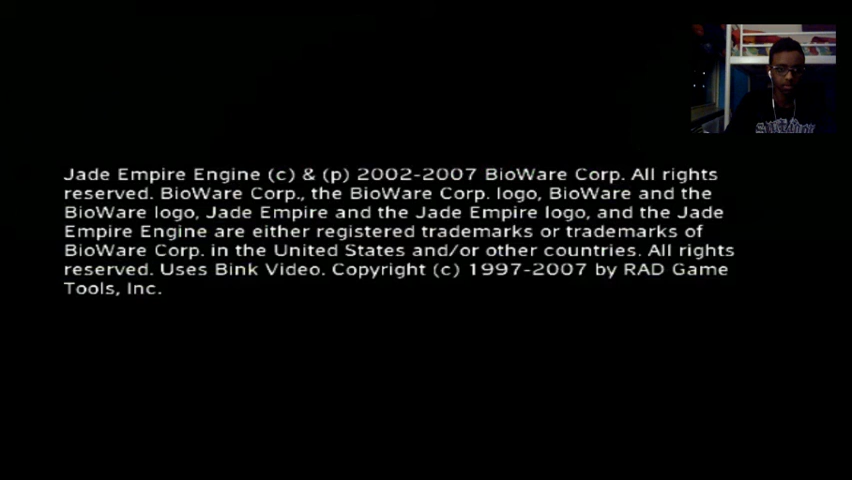 Jade Empire Engine (c) & (p) 2002-2007 BioWare Corp. All rights
reserved. BioWare Corp., the BioWare Corp. logo, BioWare and the
BioWare logo, Jade Empire and the Jade Empire logo, and the Jade
Empire Engine are either registered trademarks or trademarks of
BioWare Corp. in the United States and/or other countries. All rights
reserved. Uses Bink Video. Copyright (c) 1997-2007 by RAD Game
Tools, Inc.